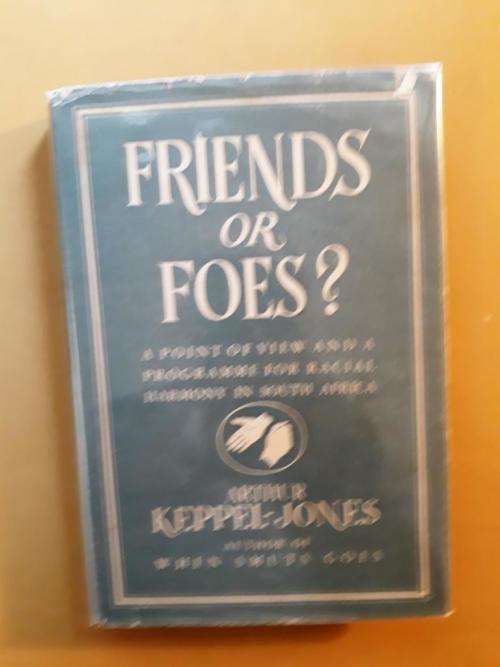 FRIENDS
OR
FOES?
A POINT OF VIEW AND A
PROGRAMME FOR RACIAL
HARMONY IN SOUTH AFRICA
ARTHUR
KEPPEL-JONES
AUTHOR OF
WHEN SMUTS GOES